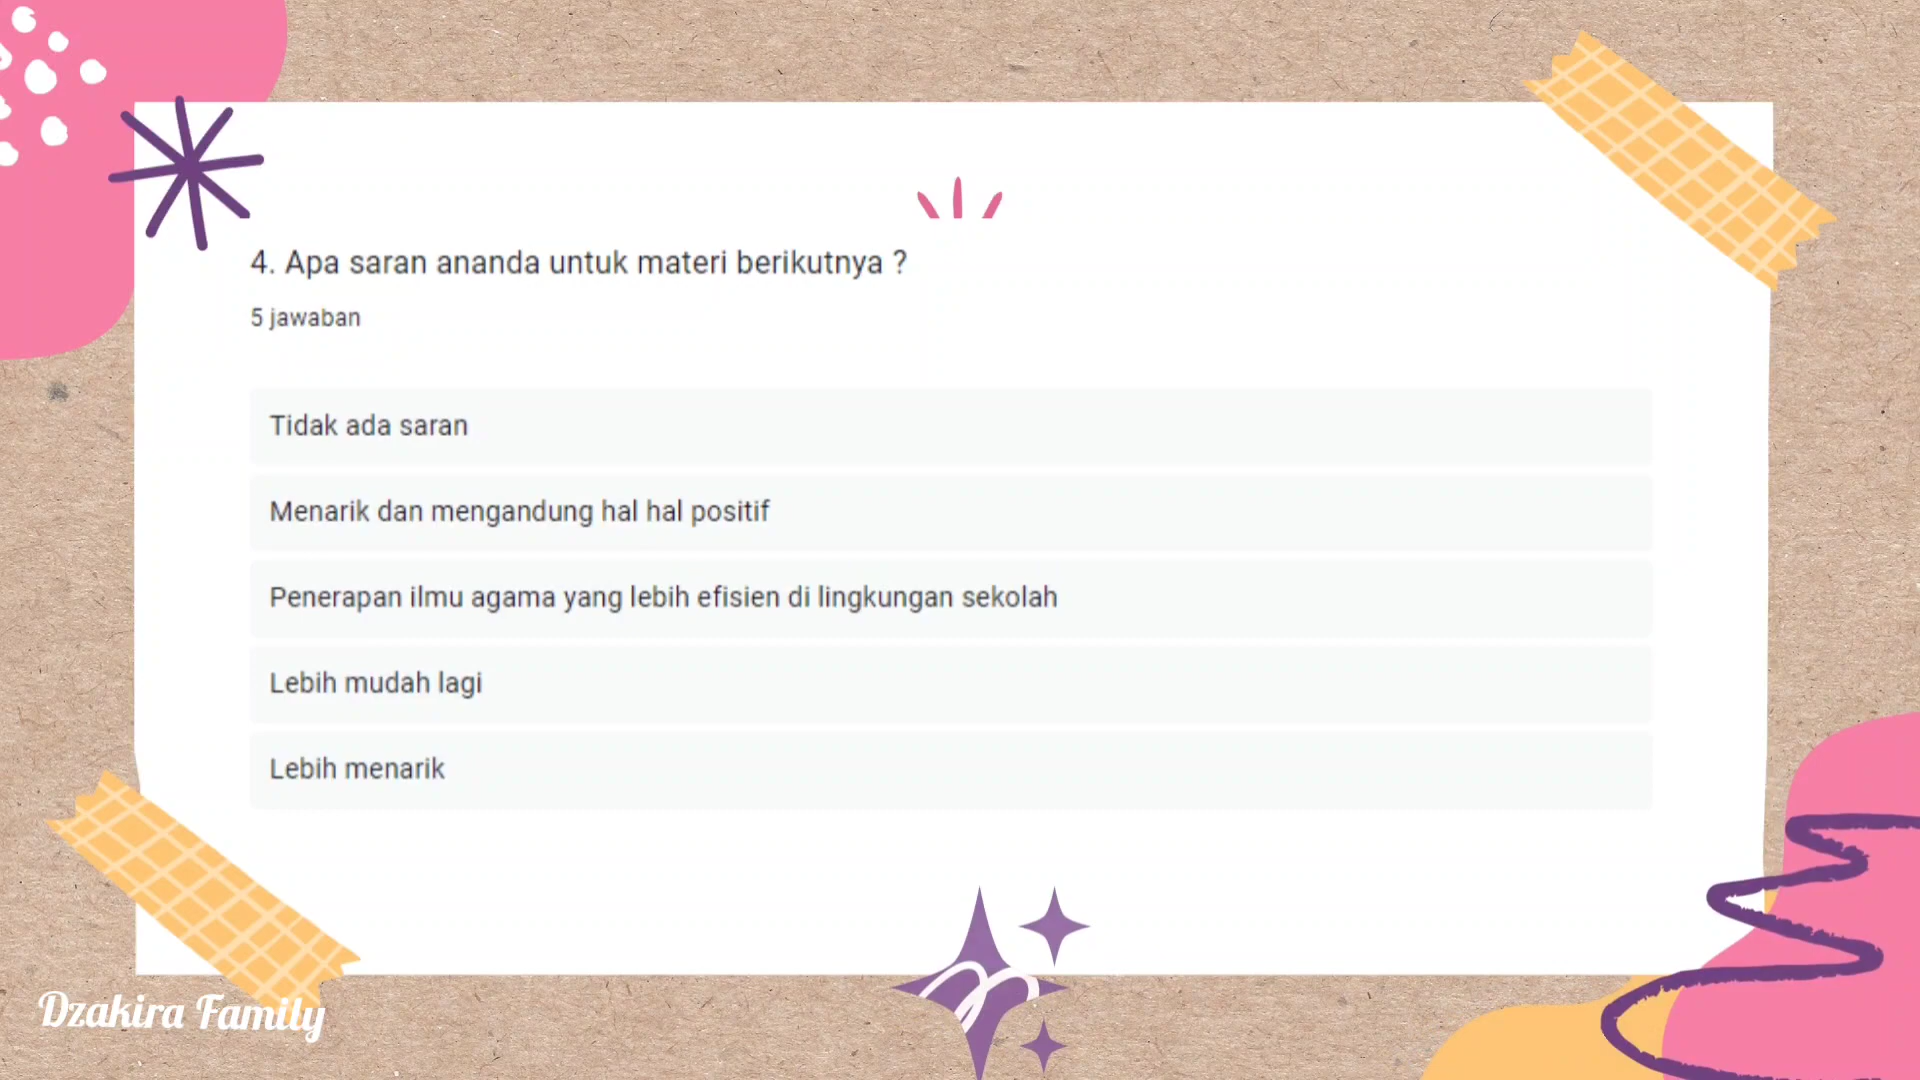 4. Apa saran ananda untuk materi berikutnya ?
5 jawaban
Tidak ada saran
Menarik dan mengandung hal hal positif
Penerapan ilmu agama yang lebih efisien di lingkungan sekolah
Lebih mudah lagi
Lebih menarik
Dzakira Family